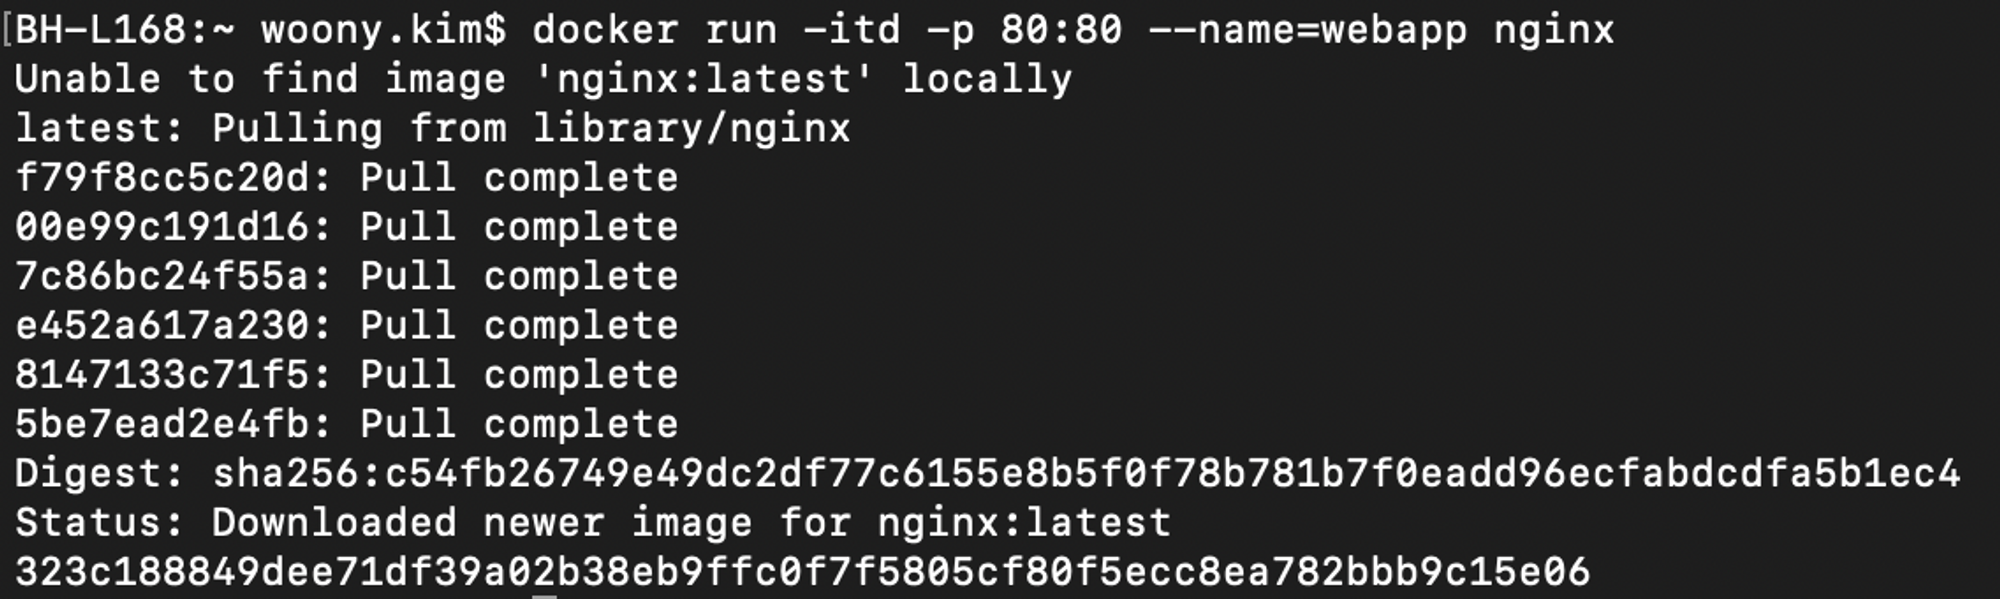 [BH-L168:~ woony.kim$ docker run -itd -p 80:80 --name=webapp nginx
Unable to find image 'nginx:latest' locally
latest: Pulling from library/nginx
f79f8cc5c20d: Pull complete
00e99c191d16: Pull complete
7c86bc24f55a: Pull complete
e452a617a230: Pull complete
8147133c71f5: Pull complete
5be7ead2e4fb: Pull complete
Digest: sha256:c54fb26749e49dc2df77c6155e8b5f0f78b781b7f0eadd96ecfabdcdfa5b1ec4
Status: Downloaded newer image for nginx:latest
323c188849dee71df39a02b38eb9ffc0f7f5805cf80f5ecc8ea782bbb9c15e06